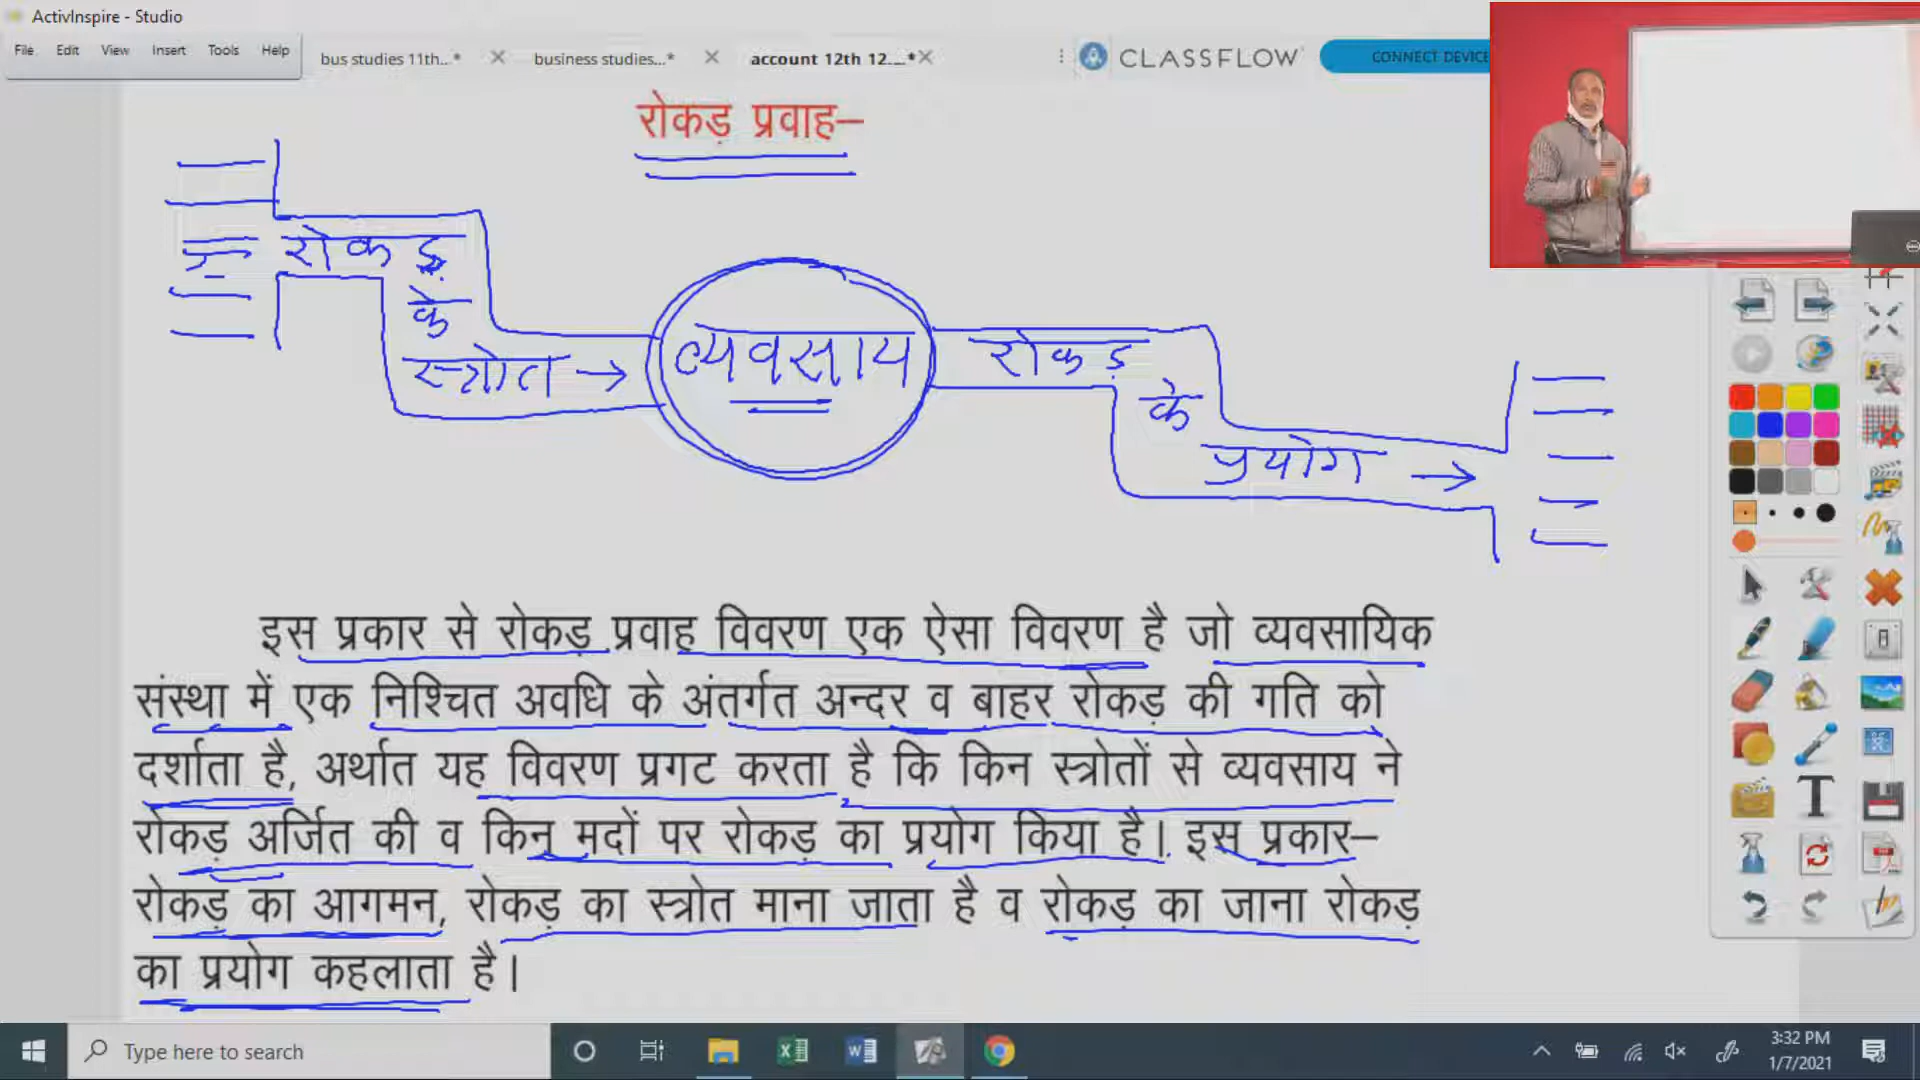 ActivInspire - Studio
File Edit View Insert Tools Help
bus studies 11th...* business studies...* account 12th 12....*
CLASSFLOW
CONNECT DEVICE
रोकड़ प्रवाह–
रोकड़
के
स्त्रोत →
व्यवसाय
रोकड़
के
प्रयोग →
इस प्रकार से रोकड़ प्रवाह विवरण एक ऐसा विवरण है जो व्यवसायिक
संस्था में एक निश्चित अवधि के अंतर्गत अन्दर व बाहर रोकड़ की गति को
दर्शाता है, अर्थात यह विवरण प्रगट करता है कि किन स्त्रोतों से व्यवसाय ने
रोकड़ अर्जित की व किन मदों पर रोकड़ का प्रयोग किया है। इस प्रकार–
रोकड़ का आगमन, रोकड़ का स्त्रोत माना जाता है व रोकड़ का जाना रोकड़
का प्रयोग कहलाता है।
Type here to search
3:32 PM
1/7/2021